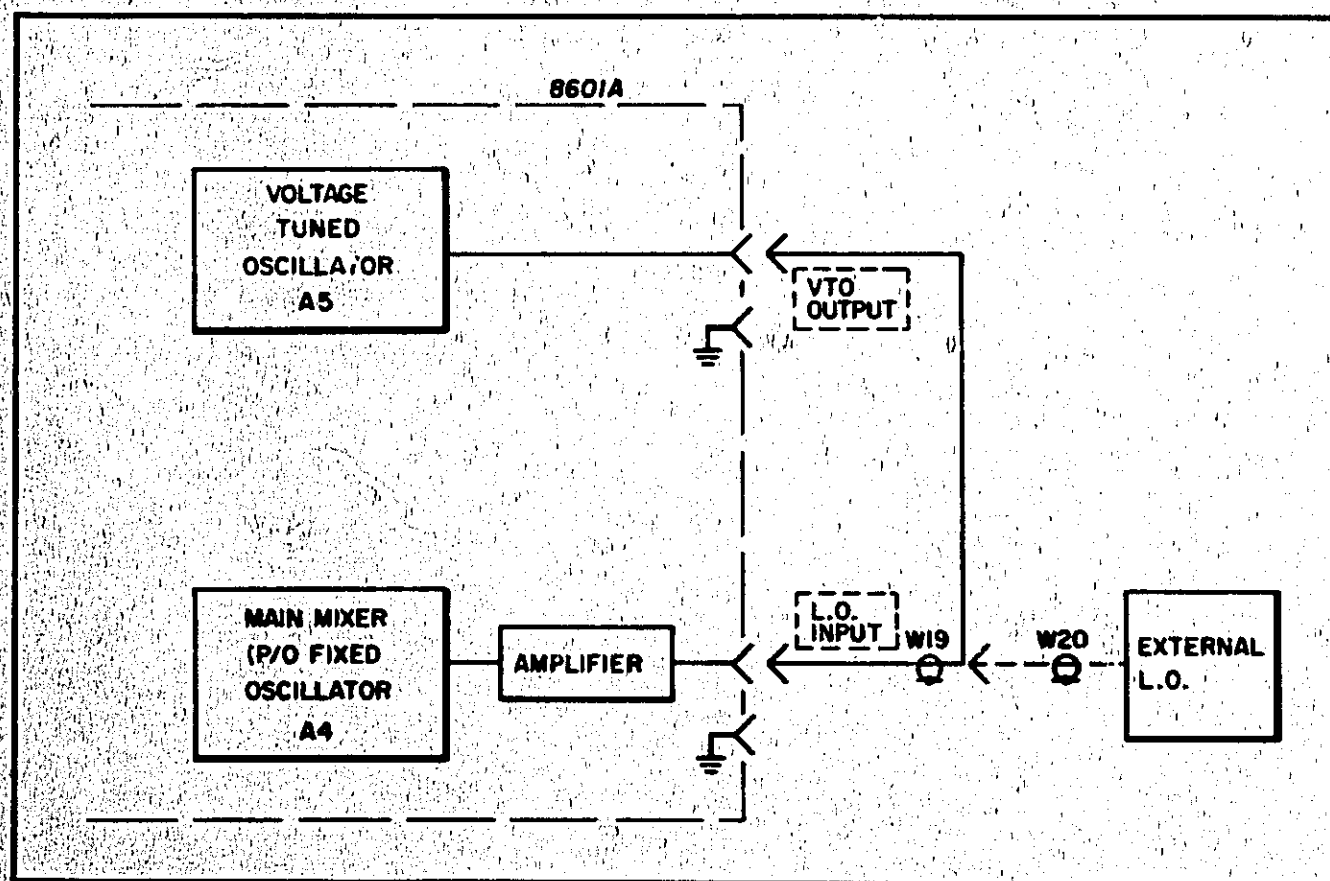 8601A
VOLTAGE
TUNED
OSCILLATOR
A5
VTO
OUTPUT
MAIN MIXER
(P/O FIXED
OSCILLATOR
A4
AMPLIFIER
L.O.
INPUT
W19
W20
EXTERNAL
L.O.